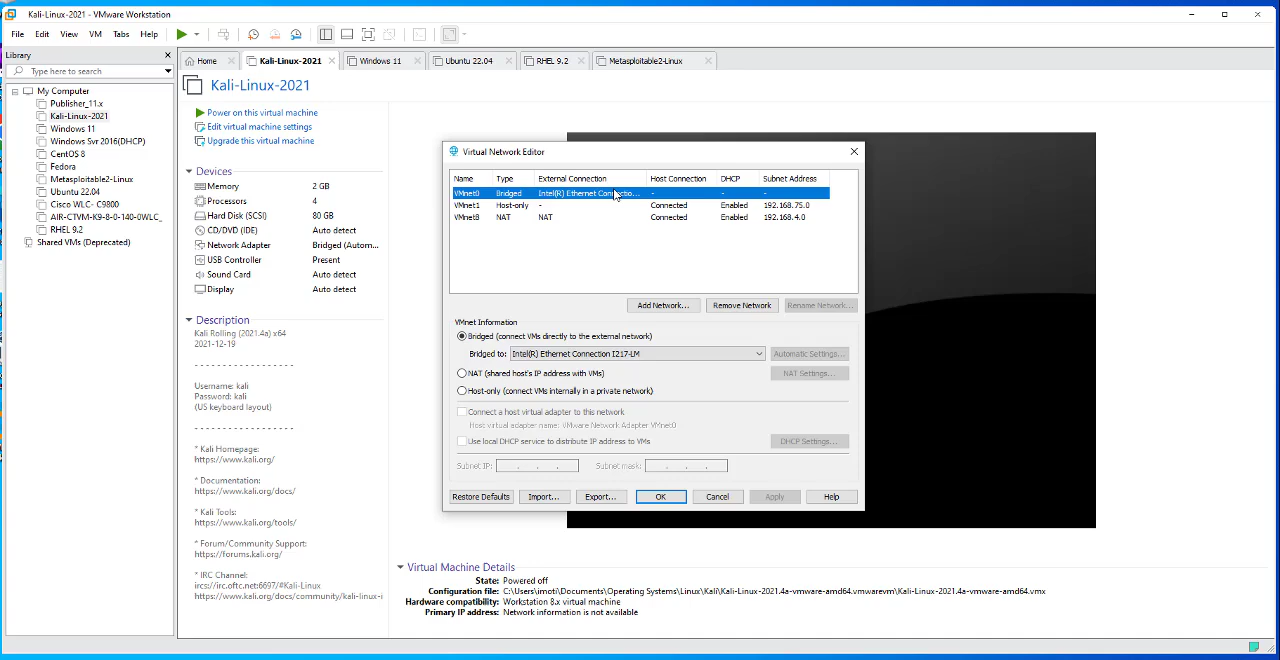 Kali-Linux-2021 - VMware Workstation
File Edit View VM Tabs Help
Library
Type here to search
My Computer
Publisher_11.x
Kali-Linux-2021
Windows 11
Windows Svr 2016(DHCP)
CentOS 8
Fedora
Metasploitable2-Linux
Ubuntu 22.04
Cisco WLC- C9800
AIR-CTVM-K9-8-0-140-0WLC_
RHEL 9.2
Shared VMs (Deprecated)
Home Kali-Linux-2021 Windows 11 Ubuntu 22.04 RHEL 9.2 Metasploitable2-Linux
Kali-Linux-2021
Power on this virtual machine
Edit virtual machine settings
Upgrade this virtual machine
Devices
Memory 2 GB
Processors 4
Hard Disk (SCSI) 80 GB
CD/DVD (IDE) Auto detect
Network Adapter Bridged (Autom...
USB Controller Present
Sound Card Auto detect
Display Auto detect
Description
Kali Rolling (2021.4a) x64
2021-12-19
- - - - - - - - - - - - - - - - - -
Username: kali
Password: kali
(US keyboard layout)
- - - - - - - - - - - - - - - - - -
* Kali Homepage:
https://www.kali.org/
* Documentation:
https://www.kali.org/docs/
* Kali Tools:
https://www.kali.org/tools/
* Forum/Community Support:
https://forums.kali.org/
* IRC Channel:
ircs://irc.oftc.net:6697/#Kali-Linux
https://www.kali.org/docs/community/kali-linux-i
Virtual Network Editor
Name Type External Connection Host Connection DHCP Subnet Address
VMnet0 Bridged Intel(R) Ethernet Connectio... - - -
VMnet1 Host-only - Connected Enabled 192.168.75.0
VMnet8 NAT NAT Connected Enabled 192.168.4.0
Add Network... Remove Network Rename Network...
VMnet Information
Bridged (connect VMs directly to the external network)
Bridged to: Intel(R) Ethernet Connection I217-LM Automatic Settings...
NAT (shared host's IP address with VMs) NAT Settings...
Host-only (connect VMs internally in a private network)
Connect a host virtual adapter to this network
Host virtual adapter name: VMware Network Adapter VMnet0
Use local DHCP service to distribute IP address to VMs DHCP Settings...
Subnet IP: . . . Subnet mask: . . .
Restore Defaults Import... Export... OK Cancel Apply Help
Virtual Machine Details
State: Powered off
Configuration file: C:\Users\imoti\Documents\Operating Systems\Linux\Kali\Kali-Linux-2021.4a-vmware-amd64.vmwarevm\Kali-Linux-2021.4a-vmware-amd64.vmx
Hardware compatibility: Workstation 8.x virtual machine
Primary IP address: Network information is not available